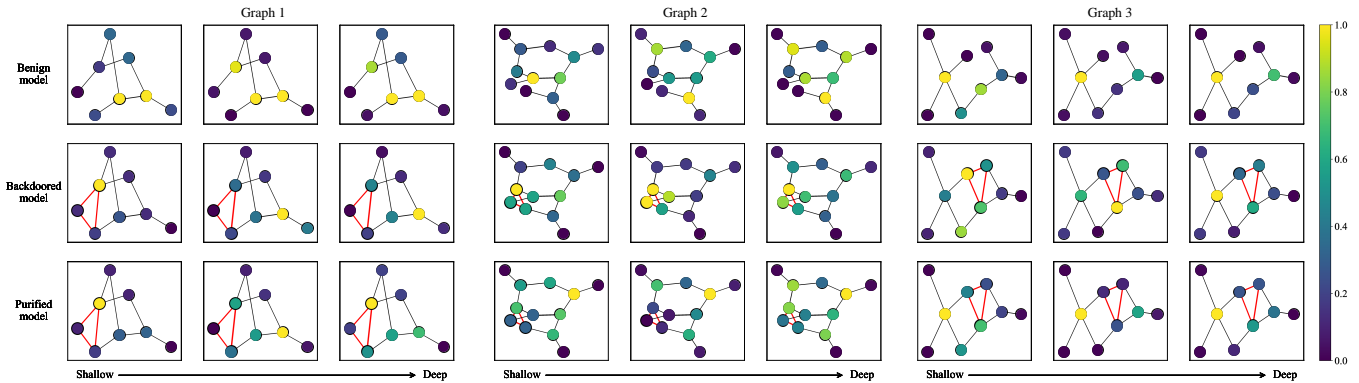 Graph 1
Graph 2
Graph 3
Benign
model
Backdoored
model
Purified
model
1.0
0.8
0.6
0.4
0.2
0.0
Shallow
Deep
Shallow
Deep
Shallow
Deep